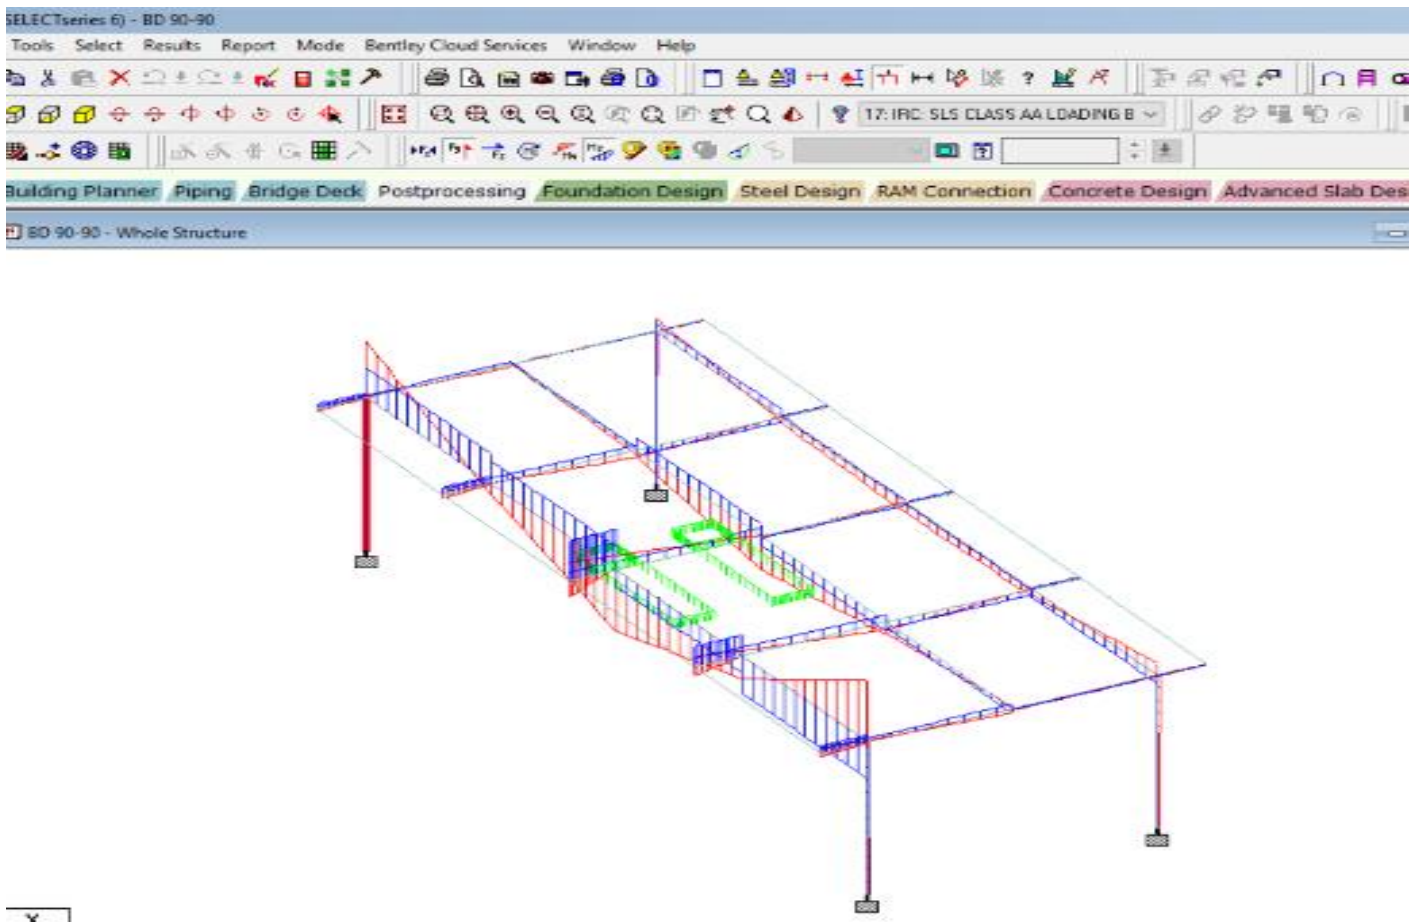 SELECTseries 6) - BD 90-90
Tools Select Results Report Mode Bentley Cloud Services Window Help
17: IRC: SLS CLASS AA LOADING B
Building Planner Piping Bridge Deck Postprocessing Foundation Design Steel Design RAM Connection Concrete Design Advanced Slab Des
BD 90-90 - Whole Structure
X